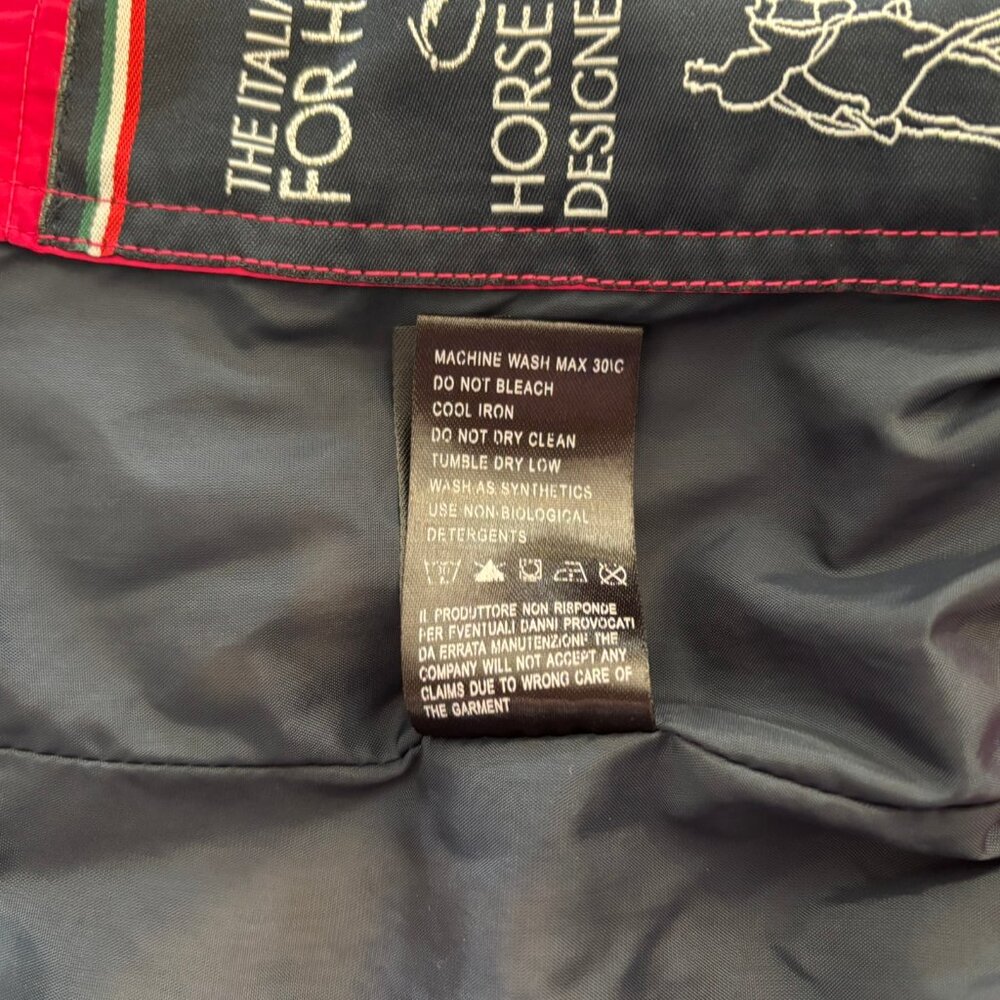 THE ITALIA
FOR H
HORSE
DESIGNE
MACHINE WASH MAX 30\C
DO NOT BLEACH
COOL IRON
DO NOT DRY CLEAN
TUMBLE DRY LOW
WASH AS SYNTHETICS
USE NON-BIOLOGICAL
DETERGENTS
IL PRODUTTORE NON RISPONDE
PER EVENTUALI DANNI PROVOCATI
DA ERRATA MANUTENZIONE THE
COMPANY WILL NOT ACCEPT ANY
CLAIMS DUE TO WRONG CARE OF
THE GARMENT